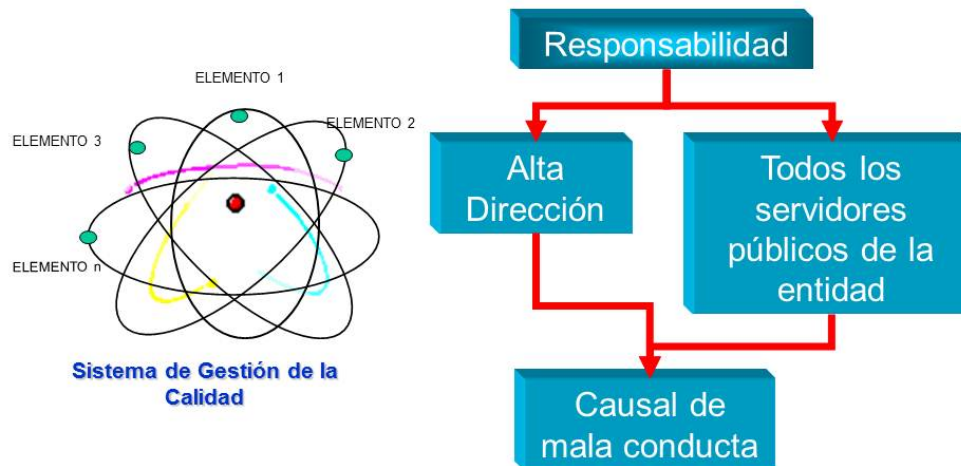 ELEMENTO 1
ELEMENTO 2
ELEMENTO 3
ELEMENTO n
Sistema de Gestión de la
Calidad
Responsabilidad
Alta
Dirección
Todos los
servidores
públicos de la
entidad
Causal de
mala conducta